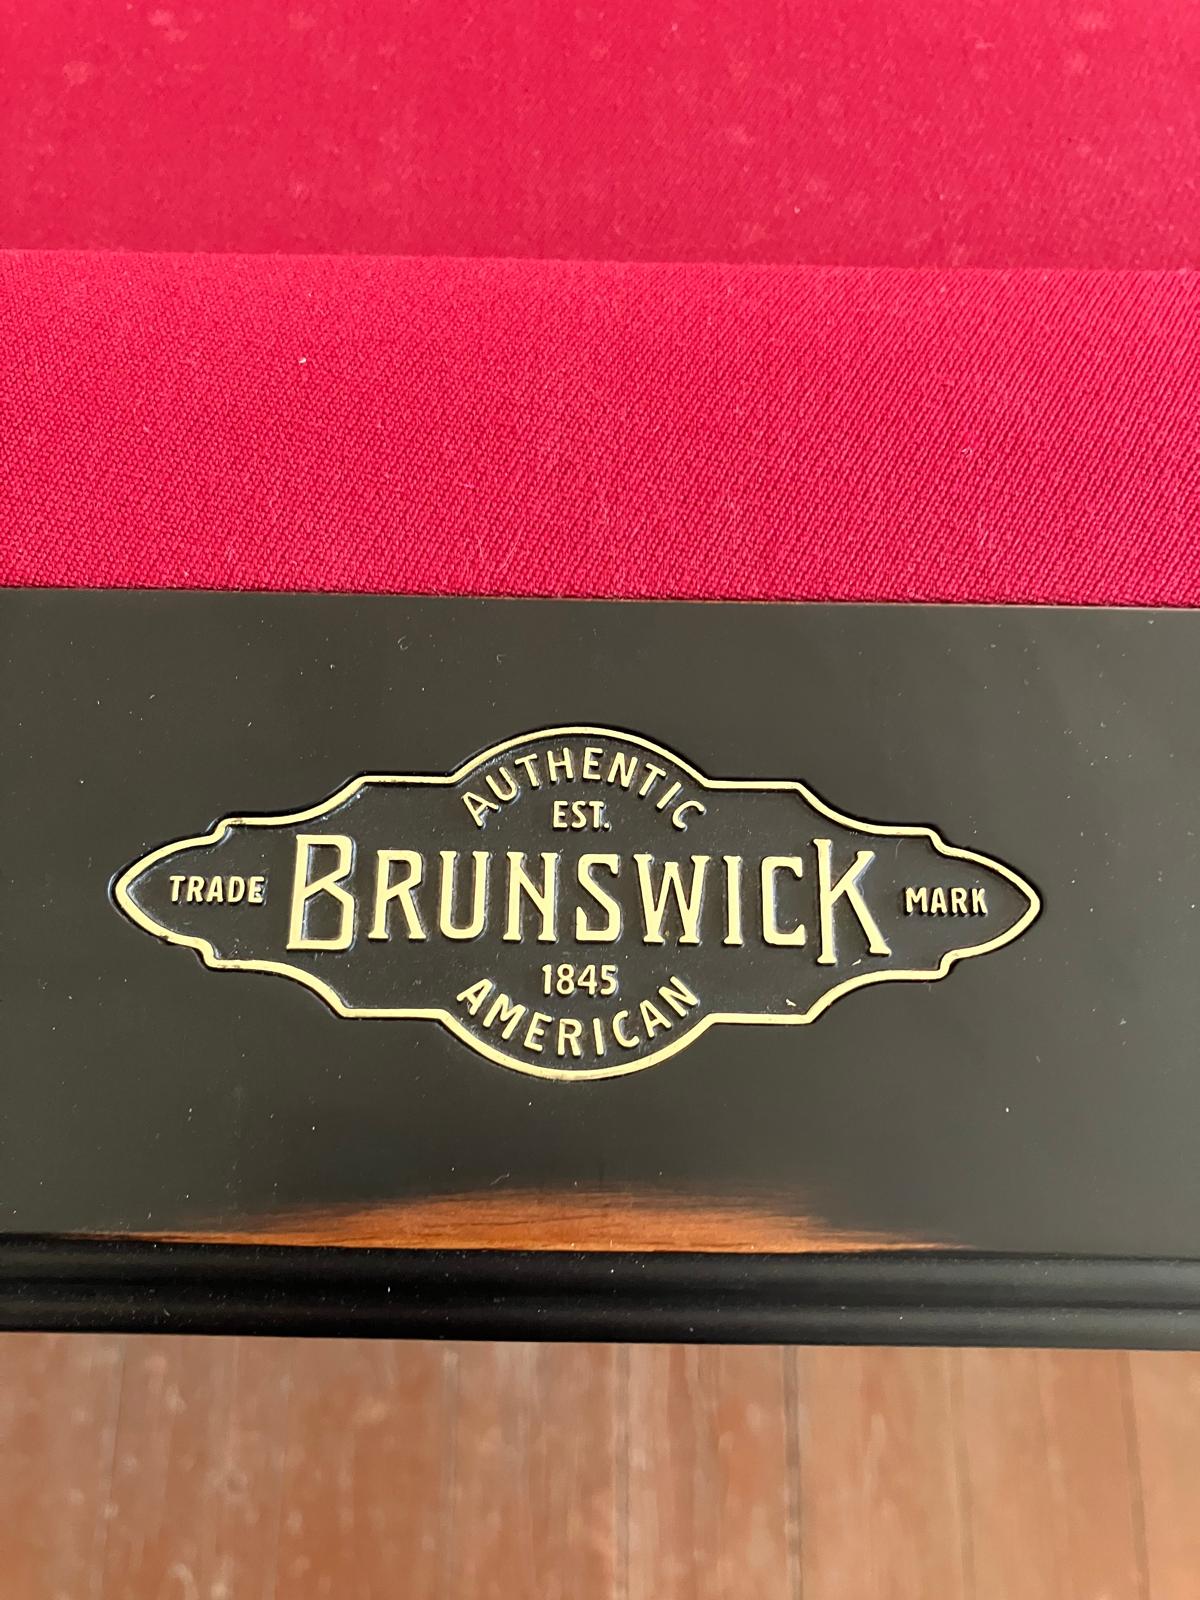 AUTHENTIC
EST.
TRADE BRUNSWICK MARK
1845
AMERICAN